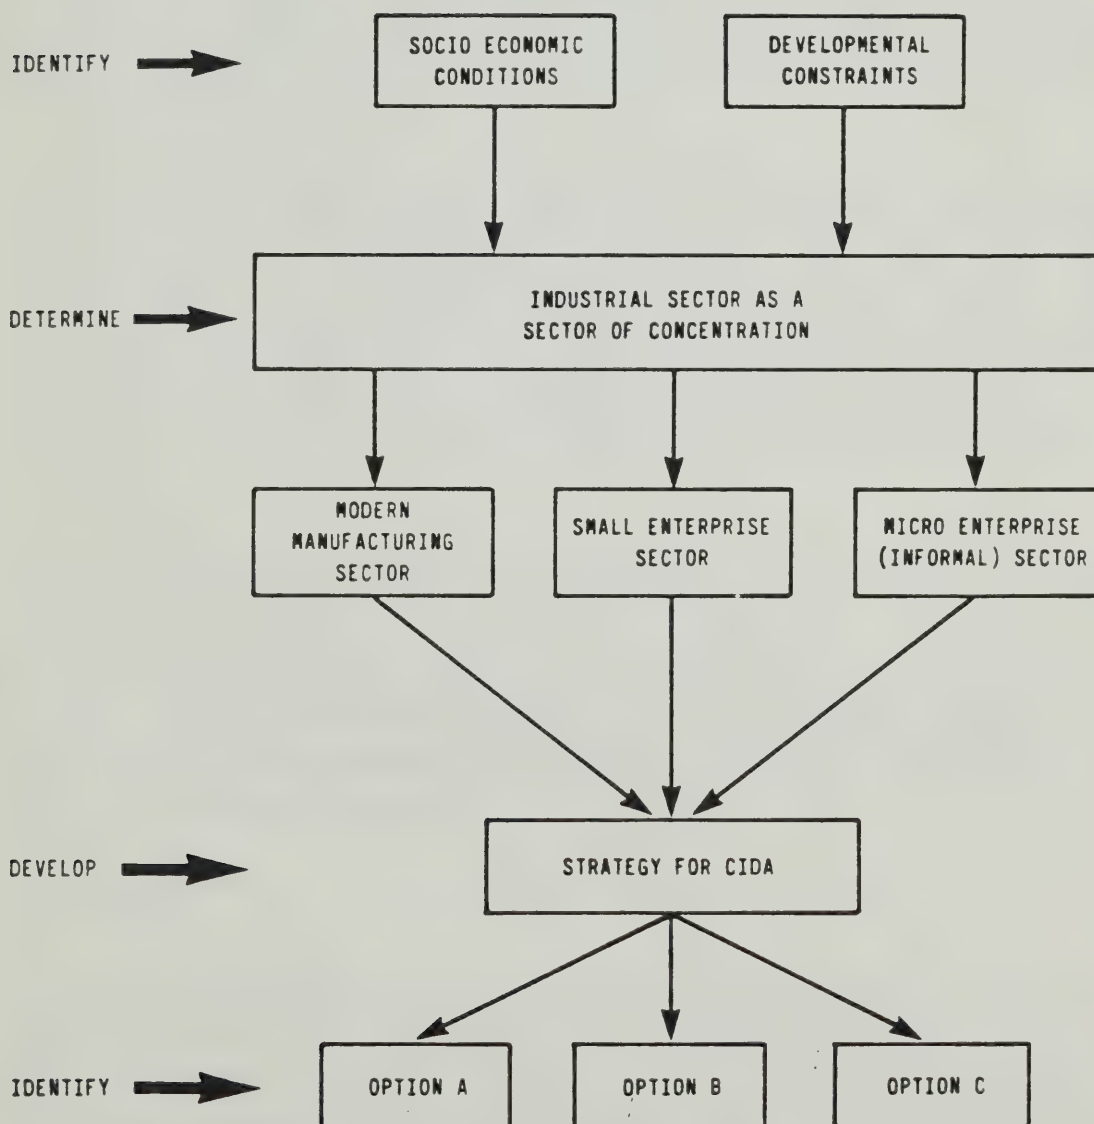 IDENTIFY
SOCIO ECONOMIC
CONDITIONS
DEVELOPMENTAL
CONSTRAINTS
DETERMINE
INDUSTRIAL SECTOR AS A
SECTOR OF CONCENTRATION
MODERN
MANUFACTURING
SECTOR
SMALL ENTERPRISE
SECTOR
MICRO ENTERPRISE
(INFORMAL) SECTOR
DEVELOP
STRATEGY FOR CIDA
IDENTIFY
OPTION A
OPTION B
OPTION C